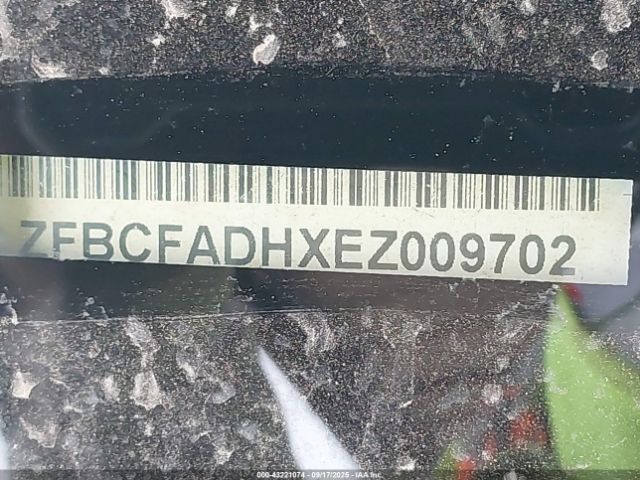 ZFBCFADHXEZ009702
000-43221074 - 09/17/2025 - IAA Inc.